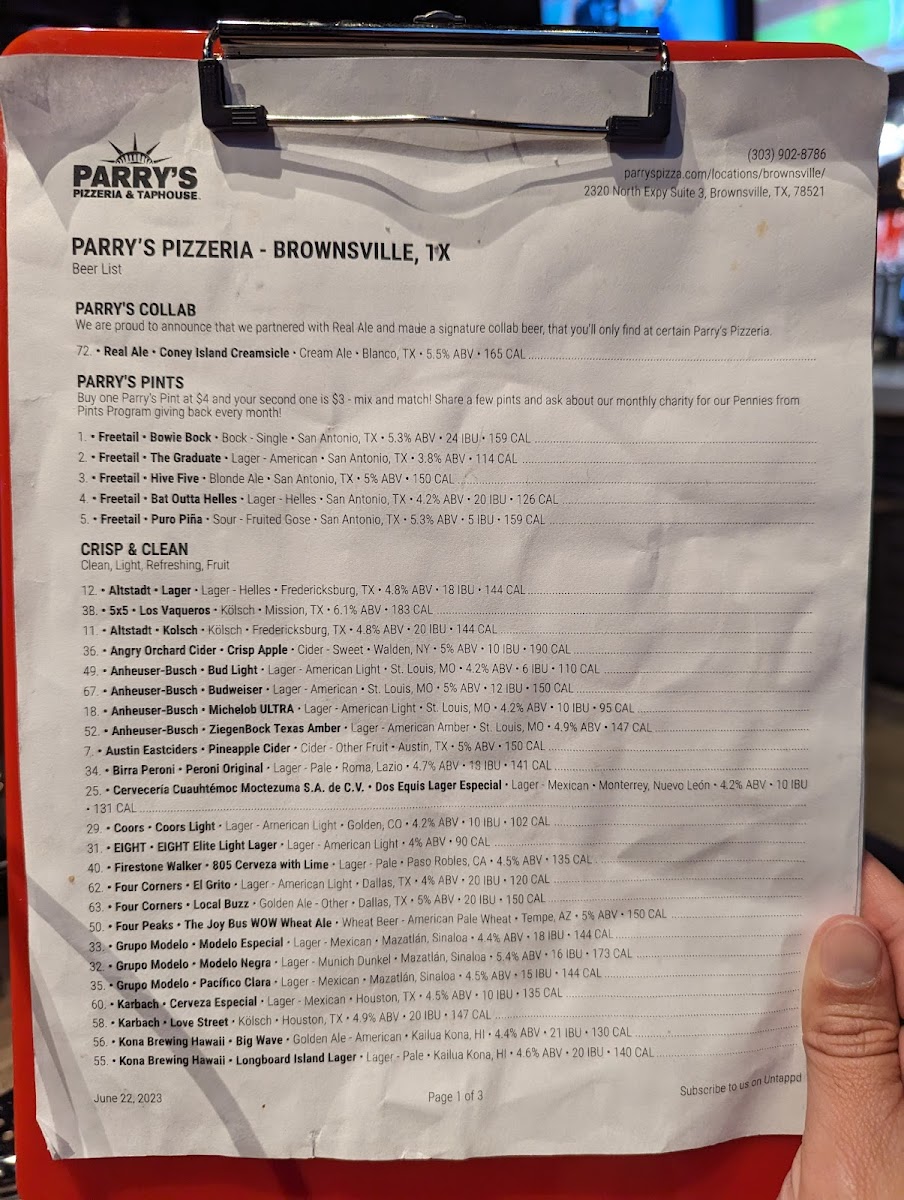 PARRY'S
PIZZERIA & TAPHOUSE
(303) 902-8786
parryspizza.com/locations/brownsville/
2320 North Expy Suite 3, Brownsville, TX, 78521
PARRY'S PIZZERIA - BROWNSVILLE, TX
Beer List
PARRY'S COLLAB
We are proud to announce that we partnered with Real Ale and made a signature collab beer, that you'll only find at certain Parry's Pizzeria.
72. • Real Ale • Coney Island Creamsicle • Cream Ale • Blanco, TX • 5.5% ABV • 165 CAL
PARRY'S PINTS
Buy one Parry's Pint at $4 and your second one is $3 - mix and match! Share a few pints and ask about our monthly charity for our Pennies from
Pints Program giving back every month!
1. • Freetail • Bowie Bock • Bock - Single • San Antonio, TX • 5.3% ABV • 24 IBU • 159 CAL
2. • Freetail • The Graduate • Lager - American • San Antonio, TX • 3.8% ABV • 114 CAL
3. • Freetail • Hive Five • Blonde Ale • San Antonio, TX • 5% ABV • 150 CAL
4. • Freetail • Bat Outta Helles • Lager - Helles • San Antonio, TX • 4.2% ABV • 20 IBU • 126 CAL
5. • Freetail • Puro Piña • Sour - Fruited Gose • San Antonio, TX • 5.3% ABV • 5 IBU • 159 CAL
CRISP & CLEAN
Clean, Light, Refreshing, Fruit
12. • Altstadt • Lager • Lager - Helles • Fredericksburg, TX • 4.8% ABV • 18 IBU • 144 CAL
38. • 5x5 • Los Vaqueros • Kölsch • Mission, TX • 6.1% ABV • 183 CAL
11. • Altstadt • Kolsch • Kölsch • Fredericksburg, TX • 4.8% ABV • 20 IBU • 144 CAL
36. • Angry Orchard Cider • Crisp Apple • Cider - Sweet • Walden, NY • 5% ABV • 10 IBU • 190 CAL
49. • Anheuser-Busch • Bud Light • Lager - American Light • St. Louis, MO • 4.2% ABV • 6 IBU • 110 CAL
67. • Anheuser-Busch • Budweiser • Lager - American • St. Louis, MO • 5% ABV • 12 IBU • 150 CAL
18. • Anheuser-Busch • Michelob ULTRA • Lager - American Light • St. Louis, MO • 4.2% ABV • 10 IBU • 95 CAL
52. • Anheuser-Busch • ZiegenBock Texas Amber • Lager - American Amber • St. Louis, MO • 4.9% ABV • 147 CAL
7. • Austin Eastciders • Pineapple Cider • Cider - Other Fruit • Austin, TX • 5% ABV • 150 CAL
34. • Birra Peroni • Peroni Original • Lager - Pale • Roma, Lazio • 4.7% ABV • 18 IBU • 141 CAL
25. • Cervecería Cuauhtémoc Moctezuma S.A. de C.V. • Dos Equis Lager Especial • Lager - Mexican • Monterrey, Nuevo León • 4.2% ABV • 10 IBU
• 131 CAL
29. • Coors • Coors Light • Lager - American Light • Golden, CO • 4.2% ABV • 10 IBU • 102 CAL
31. • EIGHT • EIGHT Elite Light Lager • Lager - American Light • 4% ABV • 90 CAL
40. • Firestone Walker • 805 Cerveza with Lime • Lager - Pale • Paso Robles, CA • 4.5% ABV • 135 CAL
62. • Four Corners • El Grito • Lager - American Light • Dallas, TX • 4% ABV • 20 IBU • 120 CAL
63. • Four Corners • Local Buzz • Golden Ale - Other • Dallas, TX • 5% ABV • 20 IBU • 150 CAL
50. • Four Peaks • The Joy Bus WOW Wheat Ale • Wheat Beer - American Pale Wheat • Tempe, AZ • 5% ABV • 150 CAL
33. • Grupo Modelo • Modelo Especial • Lager - Mexican • Mazatlán, Sinaloa • 4.4% ABV • 18 IBU • 144 CAL
32. • Grupo Modelo • Modelo Negra • Lager - Munich Dunkel • Mazatlán, Sinaloa • 5.4% ABV • 16 IBU • 173 CAL
35. • Grupo Modelo • Pacífico Clara • Lager - Mexican • Mazatlán, Sinaloa • 4.5% ABV • 15 IBU • 144 CAL
60. • Karbach • Cerveza Especial • Lager - Mexican • Houston, TX • 4.5% ABV • 10 IBU • 135 CAL
58. • Karbach • Love Street • Kölsch • Houston, TX • 4.9% ABV • 20 IBU • 147 CAL
56. • Kona Brewing Hawaii • Big Wave • Golden Ale - American • Kailua Kona, HI • 4.4% ABV • 21 IBU • 130 CAL
55. • Kona Brewing Hawaii • Longboard Island Lager • Lager - Pale • Kailua Kona, HI • 4.6% ABV • 20 IBU • 140 CAL
June 22, 2023
Page 1 of 3
Subscribe to us on Untappd